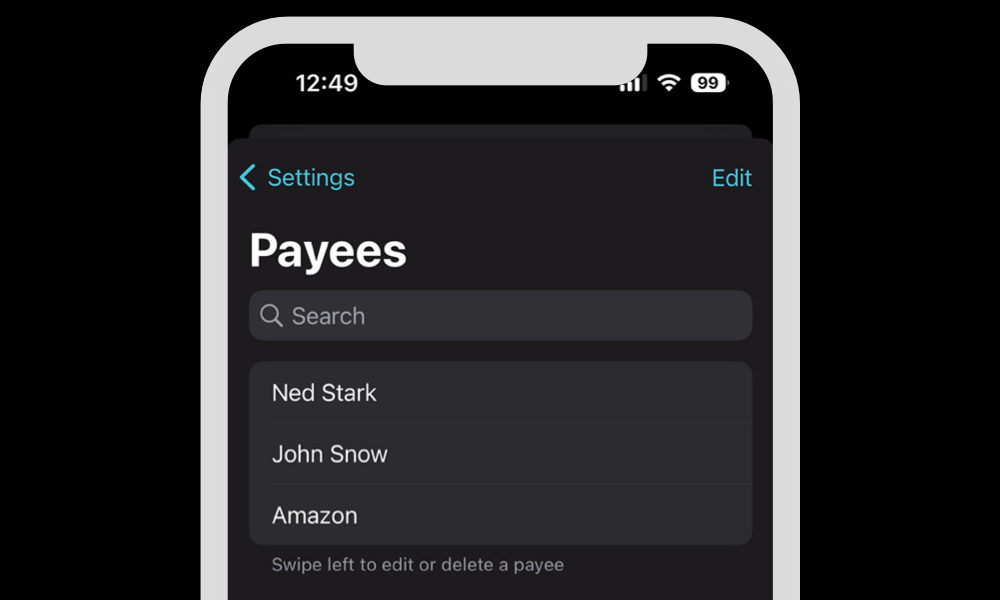 12:49 99
Settings Edit
Payees
Search
Ned Stark
John Snow
Amazon
Swipe left to edit or delete a payee